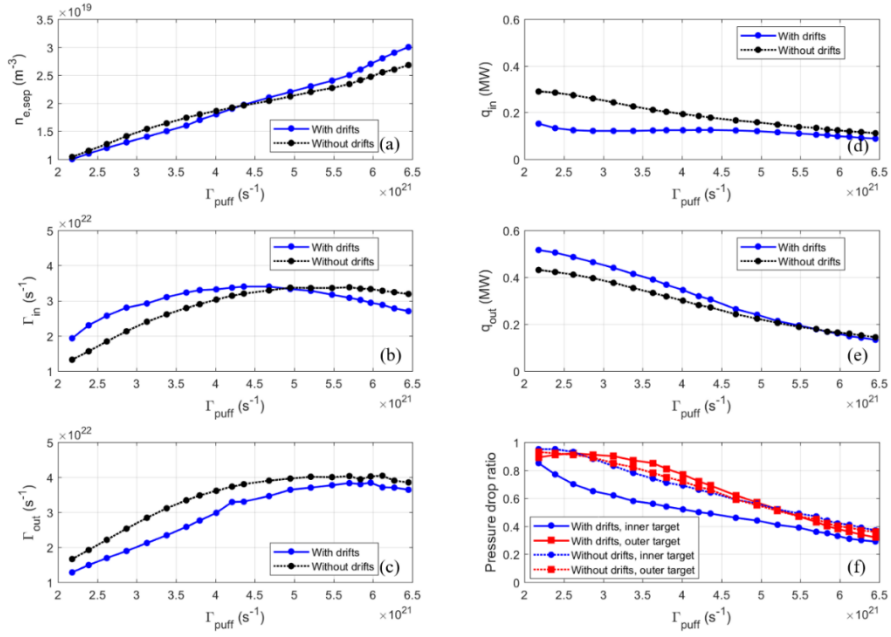 ×10^19
3.5
3
2.5
2
1.5
1
n_e,sep (m^-3)
With drifts
Without drifts
(a)
2 2.5 3 3.5 4 4.5 5 5.5 6 6.5
Γ_puff (s^-1)
×10^21
×10^22
5
4
3
2
1
Γ_in (s^-1)
With drifts
Without drifts
(b)
2 2.5 3 3.5 4 4.5 5 5.5 6 6.5
Γ_puff (s^-1)
×10^21
×10^22
5
4
3
2
1
Γ_out (s^-1)
With drifts
Without drifts
(c)
2 2.5 3 3.5 4 4.5 5 5.5 6 6.5
Γ_puff (s^-1)
×10^21
0.6
0.4
0.2
0
q_in (MW)
With drifts
Without drifts
(d)
2 2.5 3 3.5 4 4.5 5 5.5 6 6.5
Γ_puff (s^-1)
×10^21
0.6
0.4
0.2
0
q_out (MW)
With drifts
Without drifts
(e)
2 2.5 3 3.5 4 4.5 5 5.5 6 6.5
Γ_puff (s^-1)
×10^21
1
0.8
0.6
0.4
0.2
0
Pressure drop ratio
With drifts, inner target
With drifts, outer target
Without drifts, inner target
Without drifts, outer target
(f)
2 2.5 3 3.5 4 4.5 5 5.5 6 6.5
Γ_puff (s^-1)
×10^21